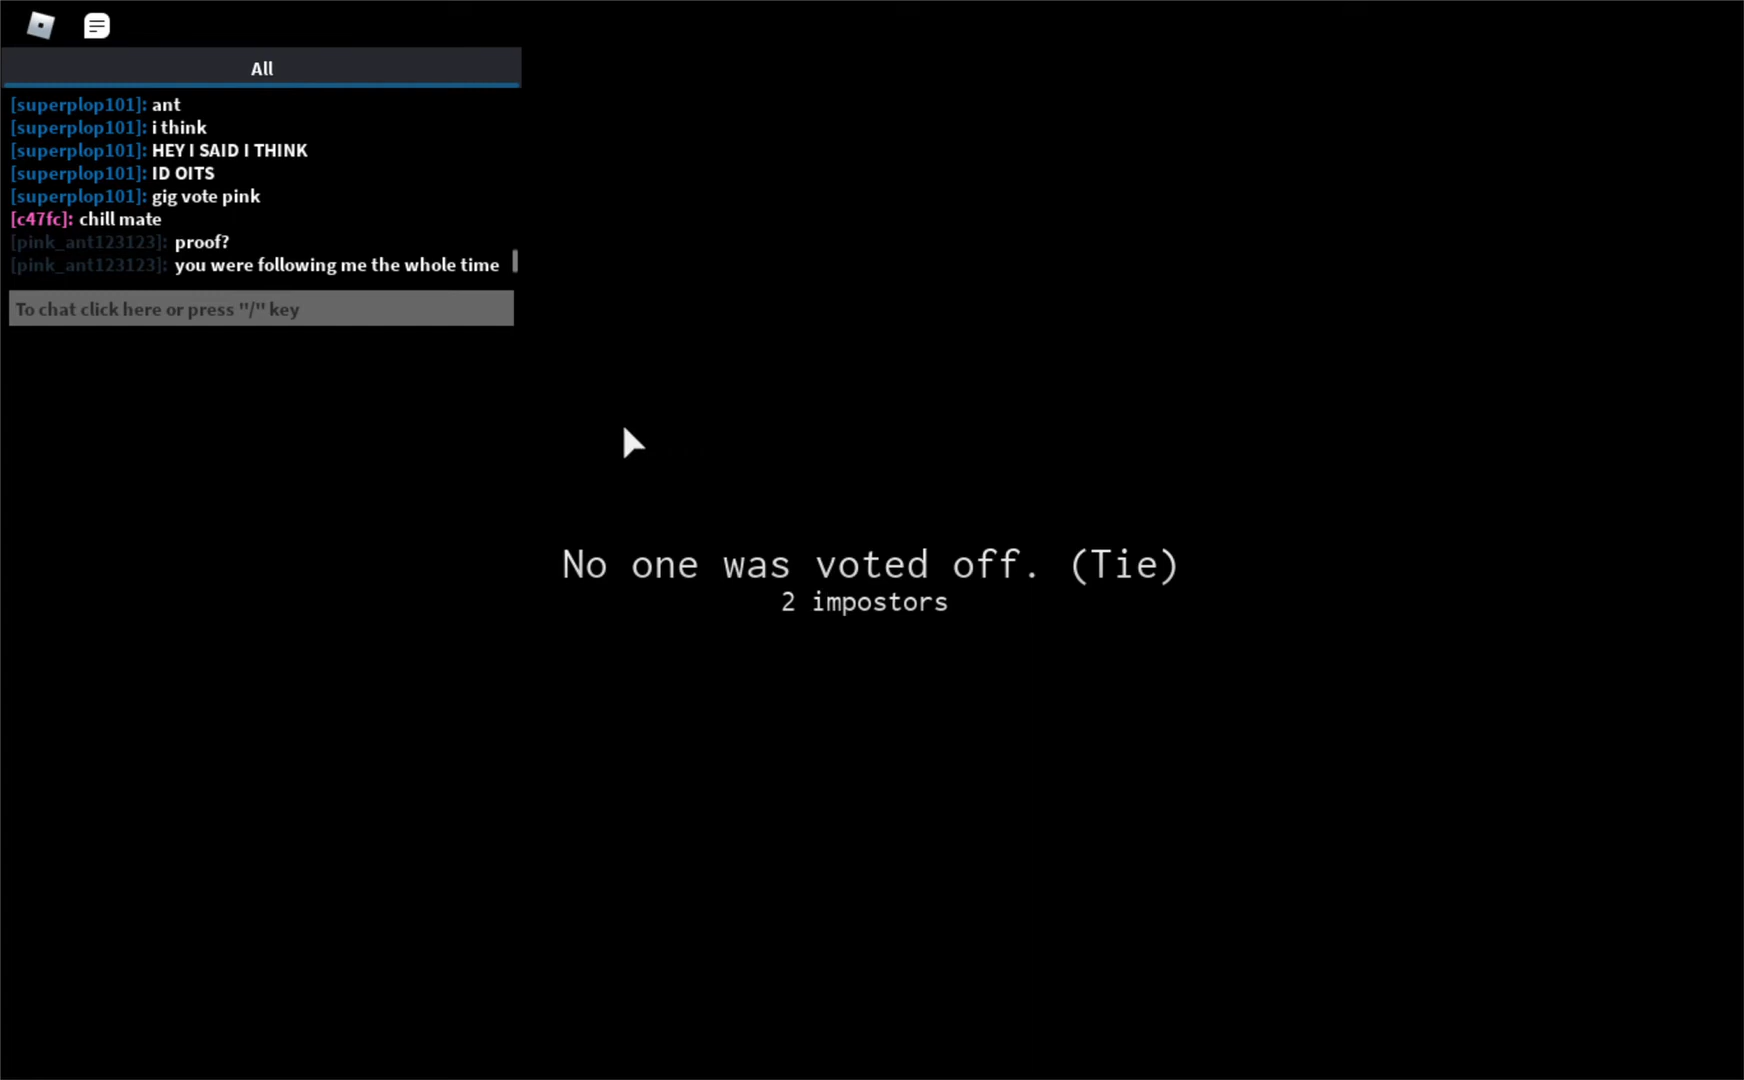 All
[superplop101]: ant
[superplop101]: i think
[superplop101]: HEY I SAID I THINK
[superplop101]: ID OITS
[superplop101]: gig vote pink
[c47fc]: chill mate
[pink_ant123123]: proof?
[pink_ant123123]: you were following me the whole time
To chat click here or press "/" key
No one was voted off. (Tie)
2 impostors